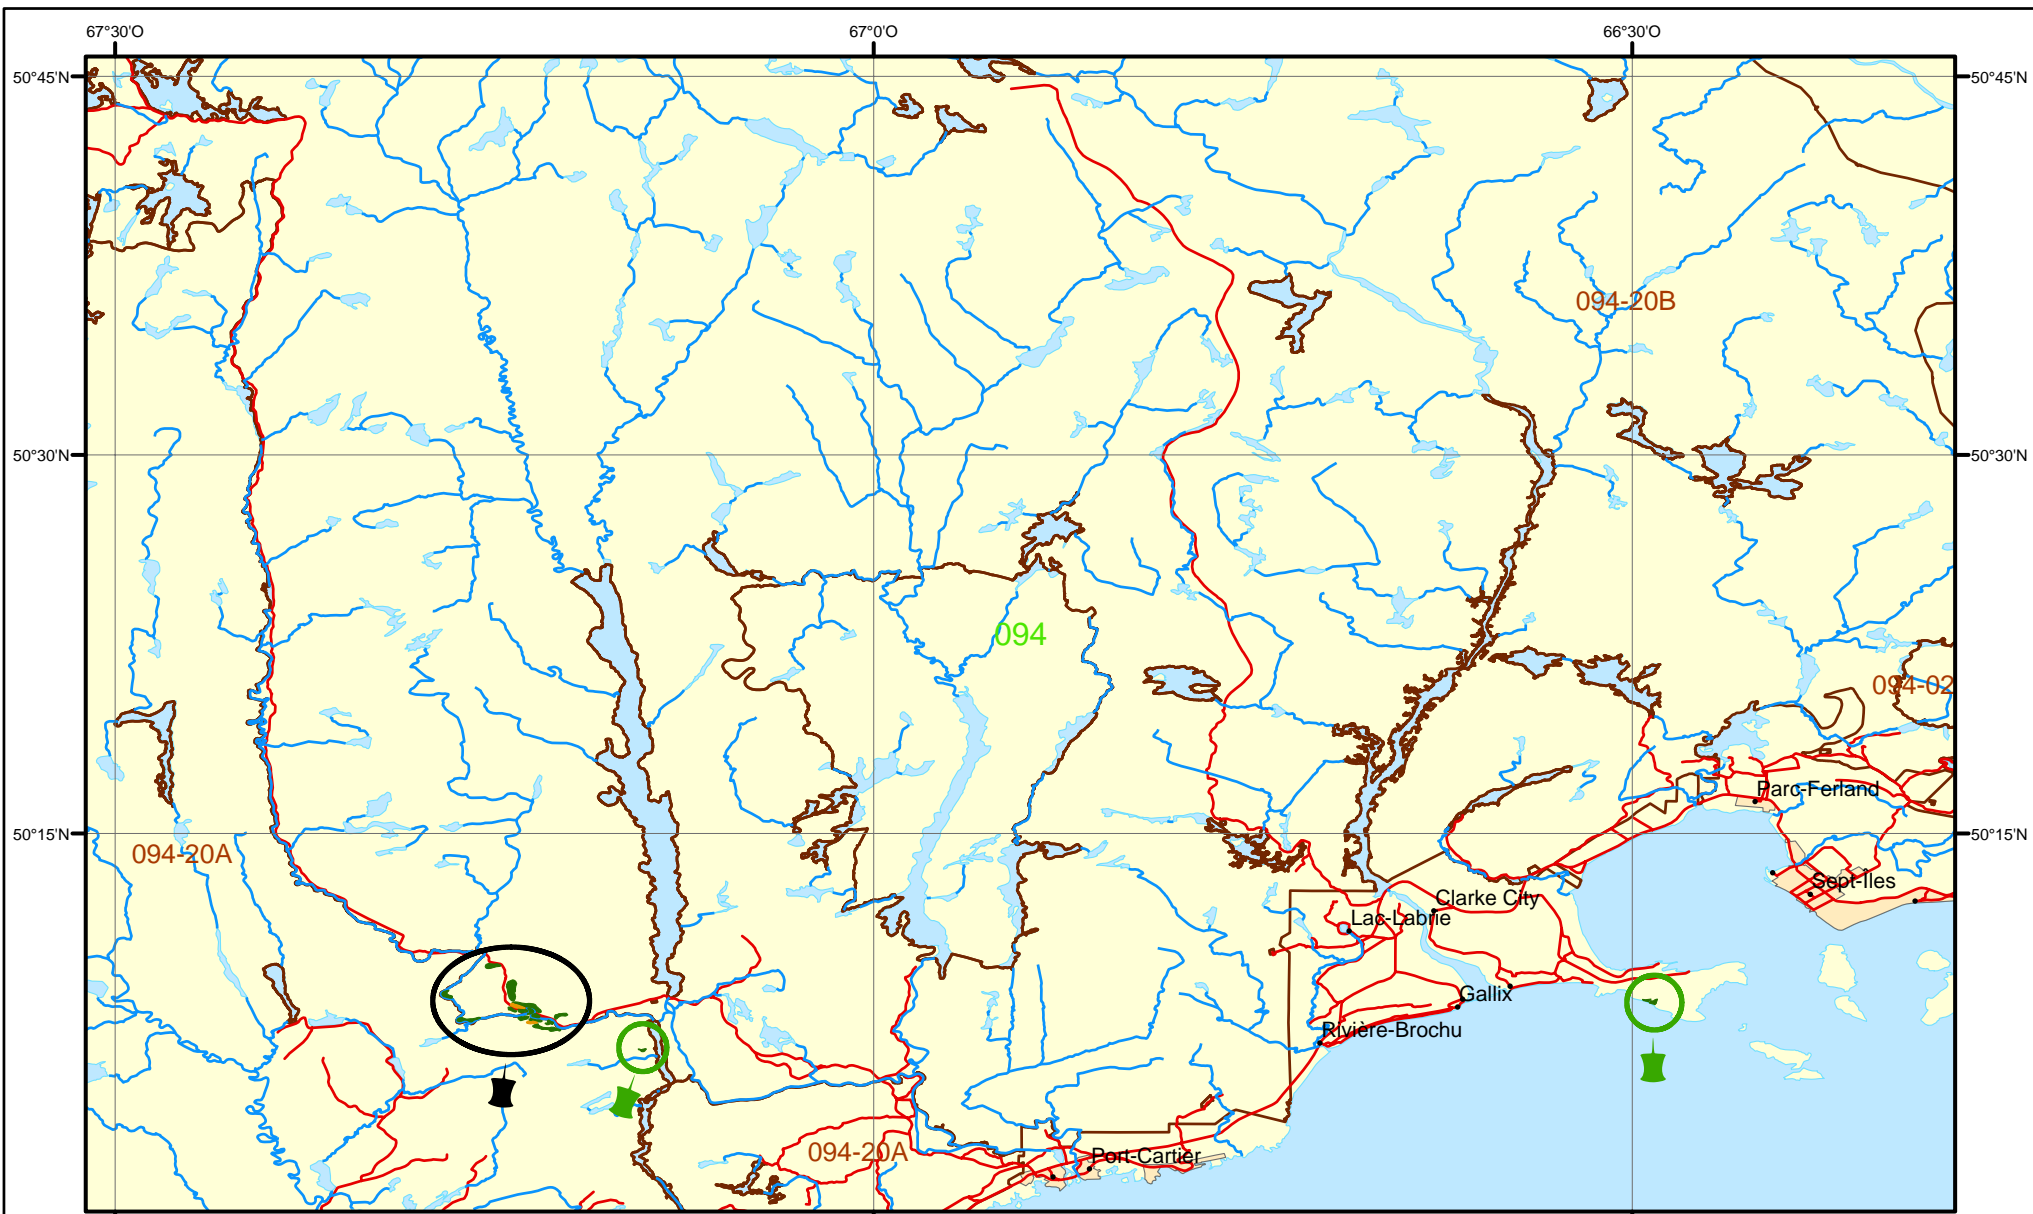 67°30'O
67°0'O
66°30'O
50°45'N
50°45'N
094-20B
50°30'N
50°30'N
094
094-02
Parc-Ferland
50°15'N
50°15'N
094-20A
Sept-Iles
Clarke City
Lac-Labrie
Gallix
Rivière-Brochu
094-20A
Port-Cartier